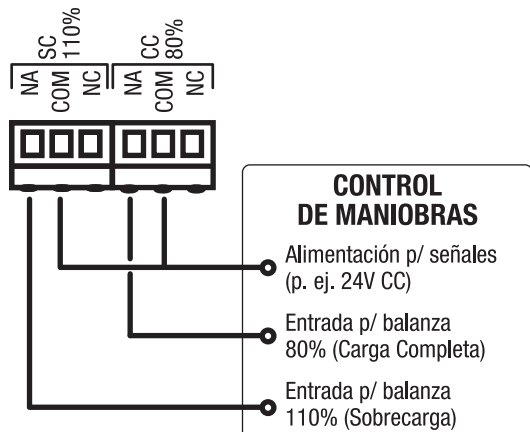 SC
110%
CC
80%
NA
COM
NC
NA
COM
NC
CONTROL
DE MANIOBRAS
Alimentación p/ señales
(p. ej. 24V CC)
Entrada p/ balanza
80% (Carga Completa)
Entrada p/ balanza
110% (Sobrecarga)